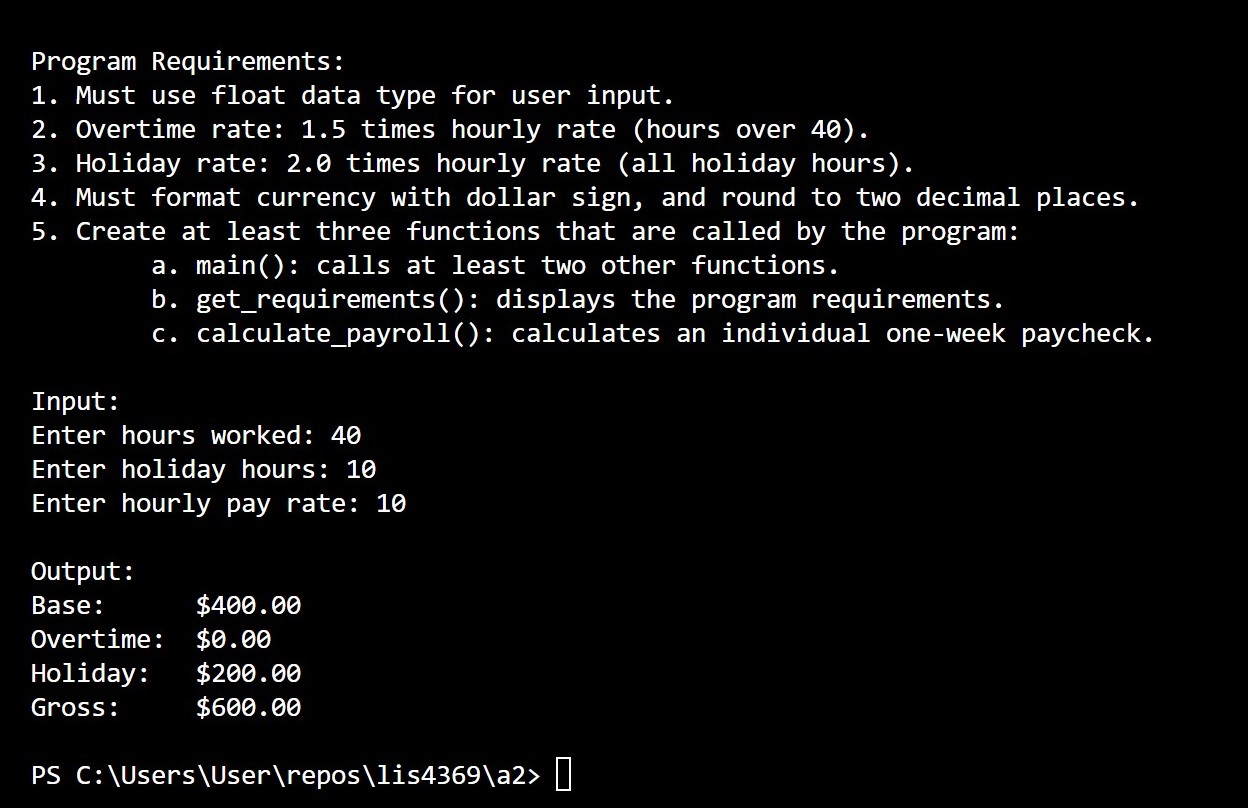 Program Requirements:
1. Must use float data type for user input.
2. Overtime rate: 1.5 times hourly rate (hours over 40).
3. Holiday rate: 2.0 times hourly rate (all holiday hours).
4. Must format currency with dollar sign, and round to two decimal places.
5. Create at least three functions that are called by the program:
a. main(): calls at least two other functions.
b. get_requirements(): displays the program requirements.
c. calculate_payroll(): calculates an individual one-week paycheck.
Input:
Enter hours worked: 40
Enter holiday hours: 10
Enter hourly pay rate: 10
Output:
Base: $400.00
Overtime: $0.00
Holiday: $200.00
Gross: $600.00
PS C:\Users\User\repos\lis4369\a2>